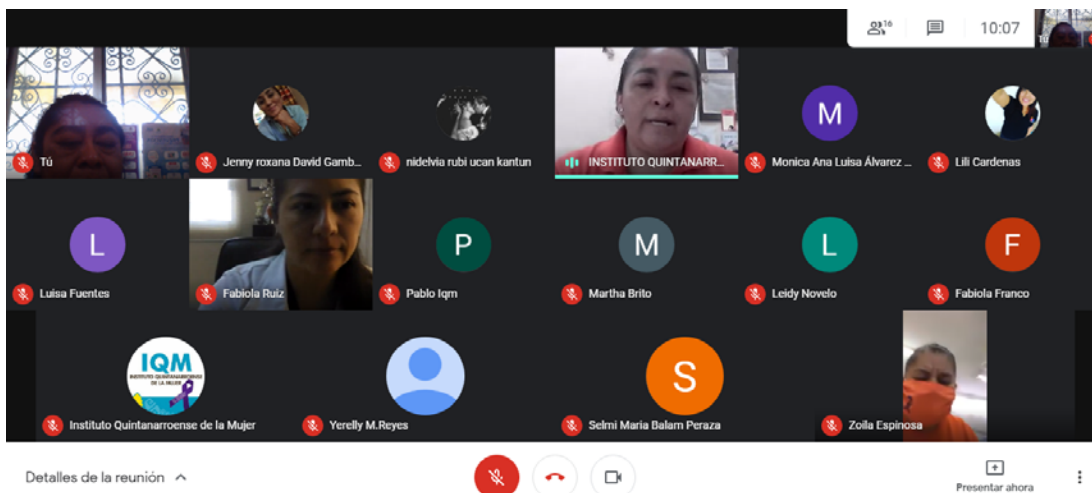 16
10:07
Tú
Tú
Jenny roxana David Gamb...
nidelvia rubi ucan kantun
INSTITUTO QUINTANARR...
M
Monica Ana Luisa Álvarez ...
Lili Cardenas
L
Luisa Fuentes
Fabiola Ruiz
P
Pablo Iqm
M
Martha Brito
L
Leidy Novelo
F
Fabiola Franco
IQM
INSTITUTO QUINTANARROENSE
DE LA MUJER
Instituto Quintanarroense de la Mujer
Yerelly M.Reyes
S
Selmi Maria Balam Peraza
Zoila Espinosa
Detalles de la reunión
Presentar ahora